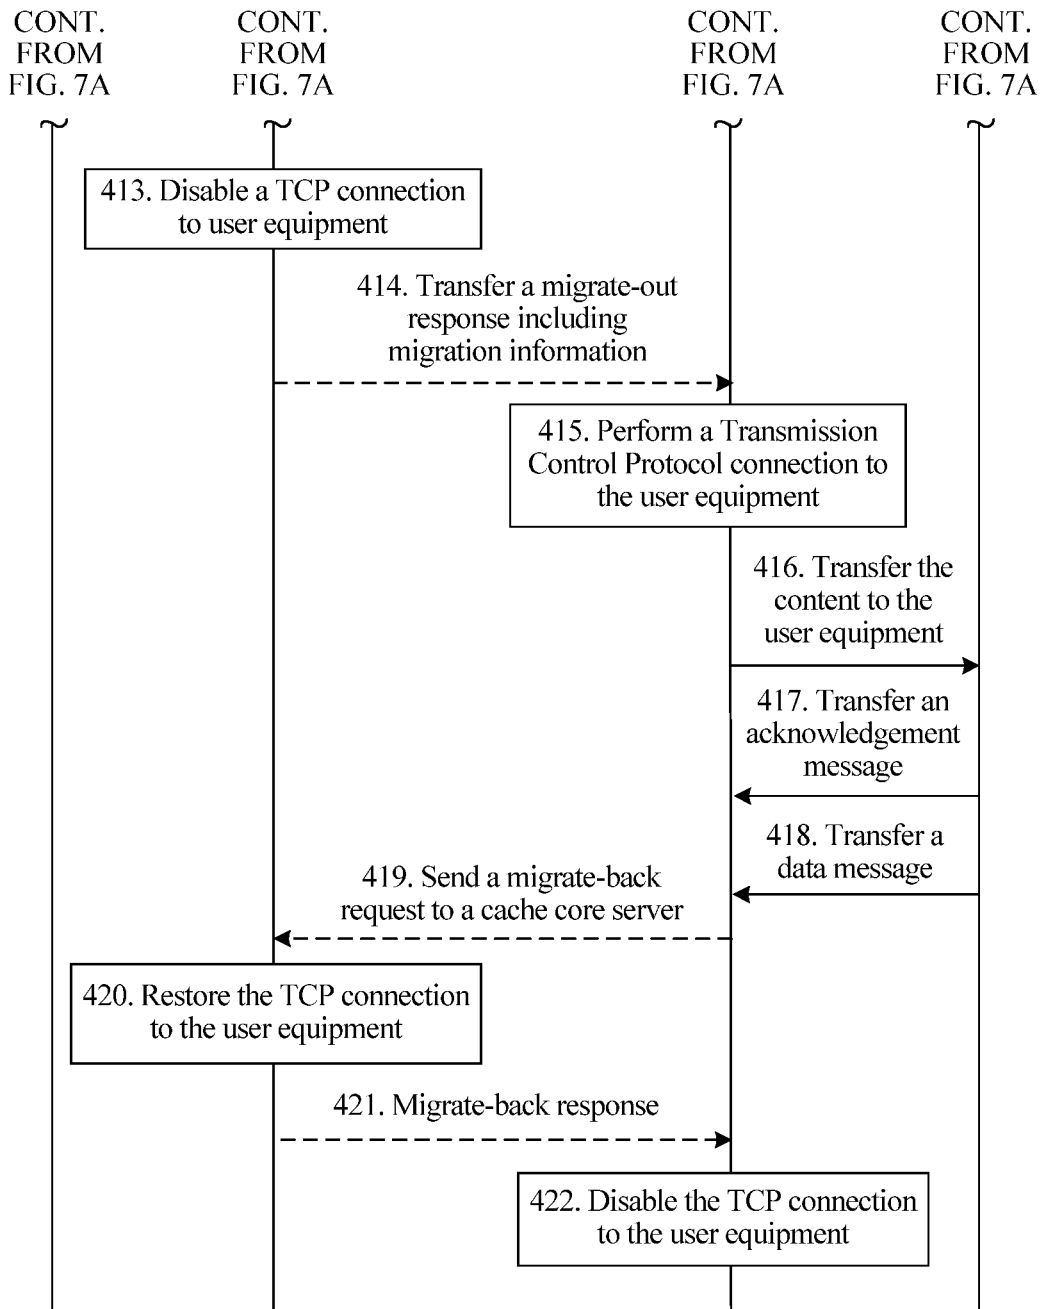 CONT.
FROM
FIG. 7A
CONT.
FROM
FIG. 7A
CONT.
FROM
FIG. 7A
CONT.
FROM
FIG. 7A
413. Disable a TCP connection
to user equipment
414. Transfer a migrate-out
response including
migration information
415. Perform a Transmission
Control Protocol connection to
the user equipment
416. Transfer the
content to the
user equipment
417. Transfer an
acknowledgement
message
418. Transfer a
data message
419. Send a migrate-back
request to a cache core server
420. Restore the TCP connection
to the user equipment
421. Migrate-back response
422. Disable the TCP connection
to the user equipment